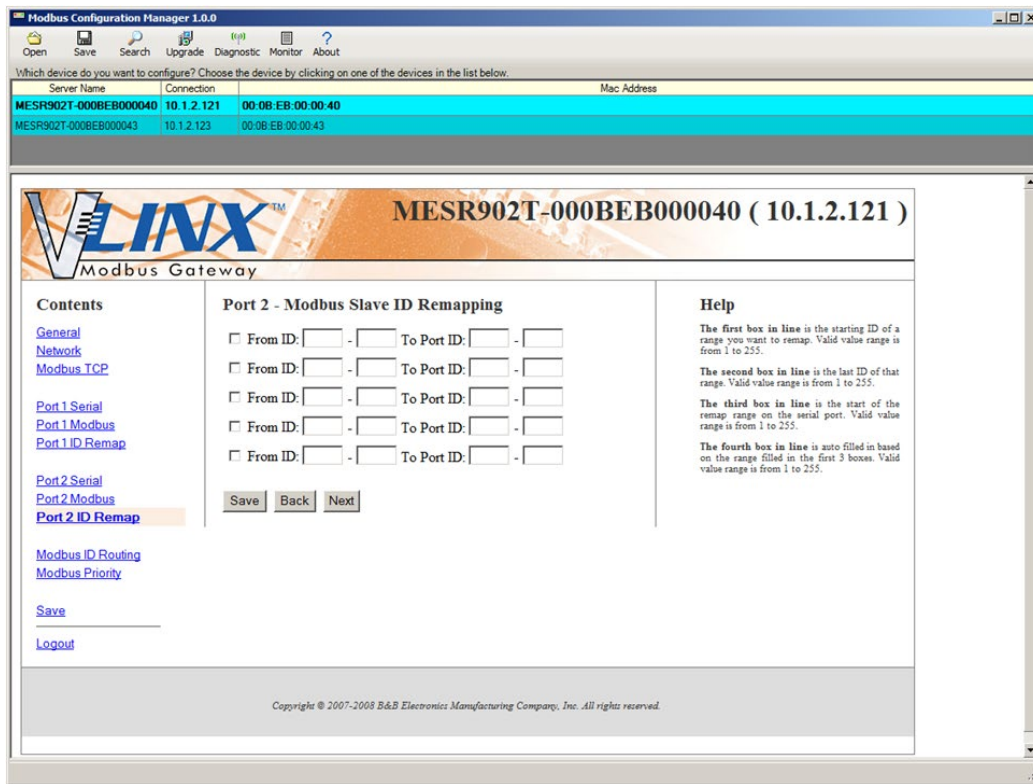 Modbus Configuration Manager 1.0.0
Open Save Search Upgrade Diagnostic Monitor About
Which device do you want to configure? Choose the device by clicking on one of the devices in the list below.
Server Name Connection Mac Address
MESR902T-000BEB000040 10.1.2.121 00:0B:EB:00:00:40
MESR902T-000BEB000043 10.1.2.123 00:0B:EB:00:00:43
VLINX™
Modbus Gateway
MESR902T-000BEB000040 ( 10.1.2.121 )
Contents
General
Network
Modbus TCP
Port 1 Serial
Port 1 Modbus
Port 1 ID Remap
Port 2 Serial
Port 2 Modbus
Port 2 ID Remap
Modbus ID Routing
Modbus Priority
Save
Logout
Port 2 - Modbus Slave ID Remapping
From ID: - To Port ID: -
From ID: - To Port ID: -
From ID: - To Port ID: -
From ID: - To Port ID: -
From ID: - To Port ID: -
Save Back Next
Help
The first box in line is the starting ID of a
range you want to remap. Valid value range is
from 1 to 255.
The second box in line is the last ID of that
range. Valid value range is from 1 to 255.
The third box in line is the start of the
remap range on the serial port. Valid value
range is from 1 to 255.
The fourth box in line is auto filled in based
on the range filled in the first 3 boxes. Valid
value range is from 1 to 255.
Copyright © 2007-2008 B&B Electronics Manufacturing Company, Inc. All rights reserved.